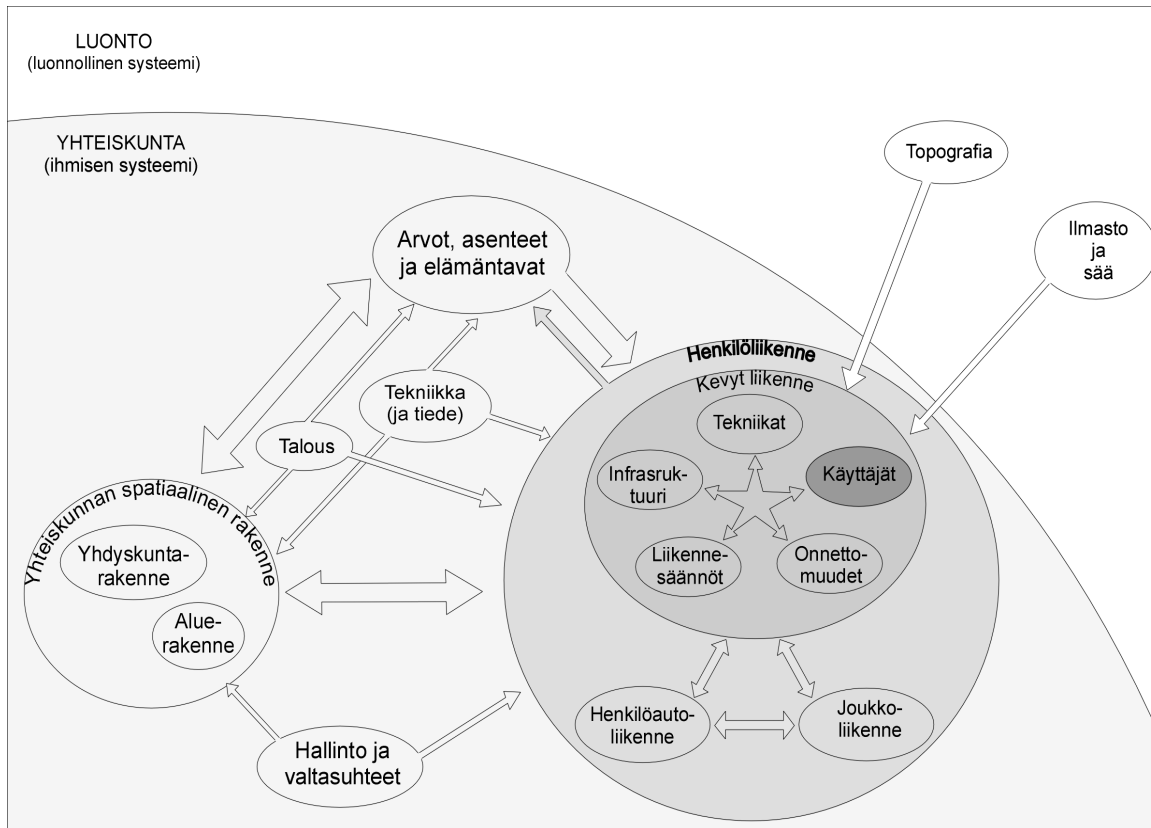 LUONTO
(luonnollinen systeemi)
YHTEISKUNTA
(ihmisen systeemi)
Topografia
Ilmasto
ja
sää
Arvot, asenteet
ja elämäntavat
Henkilöliikenne
Kevyt liikenne
Tekniikka
(ja tiede)
Talous
Tekniikat
Infrasruk-
tuuri
Käyttäjät
Liikenne-
säännöt
Onnetto-
muudet
Yhteiskunnan spatiaalinen rakenne
Yhdyskunta-
rakenne
Alue-
rakenne
Henkilöauto-
liikenne
Joukko-
liikenne
Hallinto ja
valtasuhteet